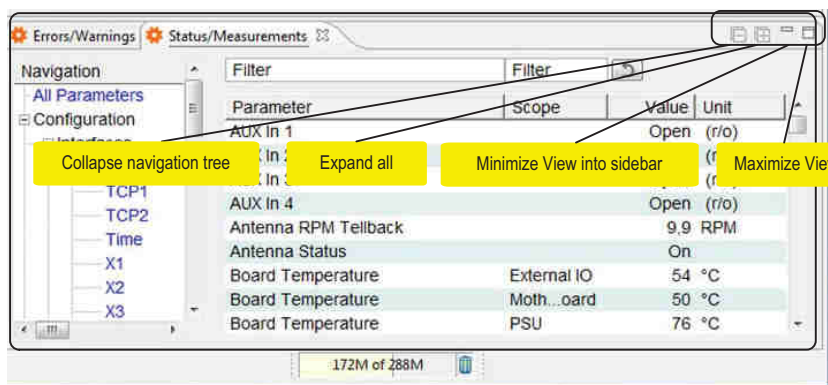 Errors/Warnings Status/Measurements
Navigation Filter Filter
All Parameters Parameter Scope Value Unit
Configuration AUX In 1 Open (r/o)
Collapse navigation tree Expand all Minimize View into sidebar Maximize Vie
TCP1
TCP2 AUX In 4 Open (r/o)
Time Antenna RPM Tellback 9,9 RPM
Antenna Status On
X1 Board Temperature External IO 54 °C
X2 Board Temperature Moth...oard 50 °C
X3 Board Temperature PSU 76 °C
172M of 288M